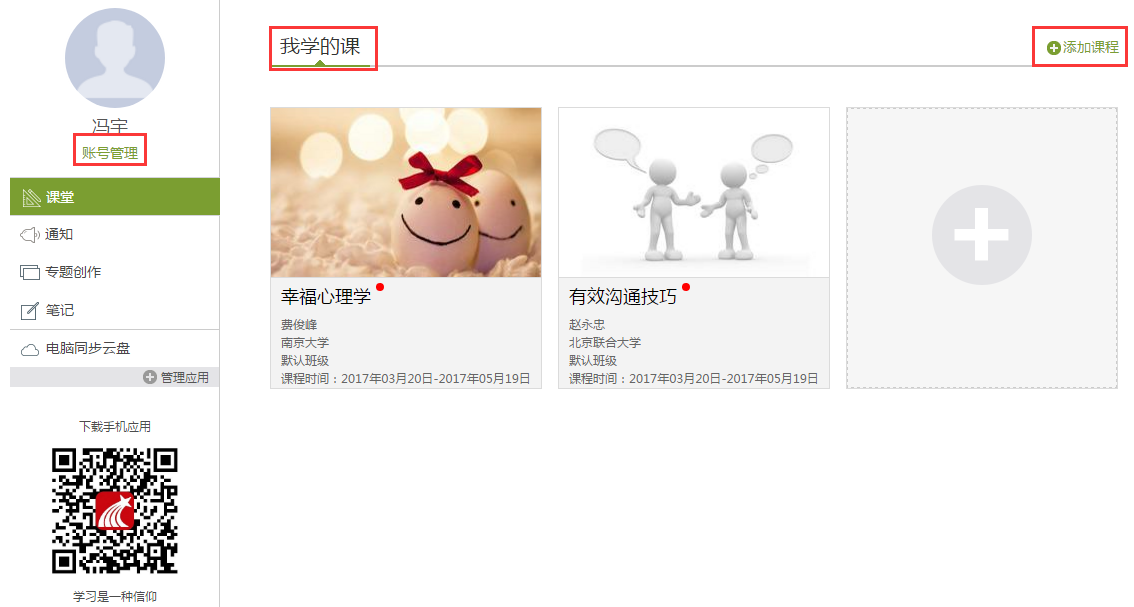 冯宇
账号管理
课堂
通知
专题创作
笔记
电脑同步云盘
管理应用
下载手机应用
学习是一种信仰
我学的课
添加课程
幸福心理学
费俊峰
南京大学
默认班级
课程时间：2017年03月20日-2017年05月19日
有效沟通技巧
赵永忠
北京联合大学
默认班级
课程时间：2017年03月20日-2017年05月19日